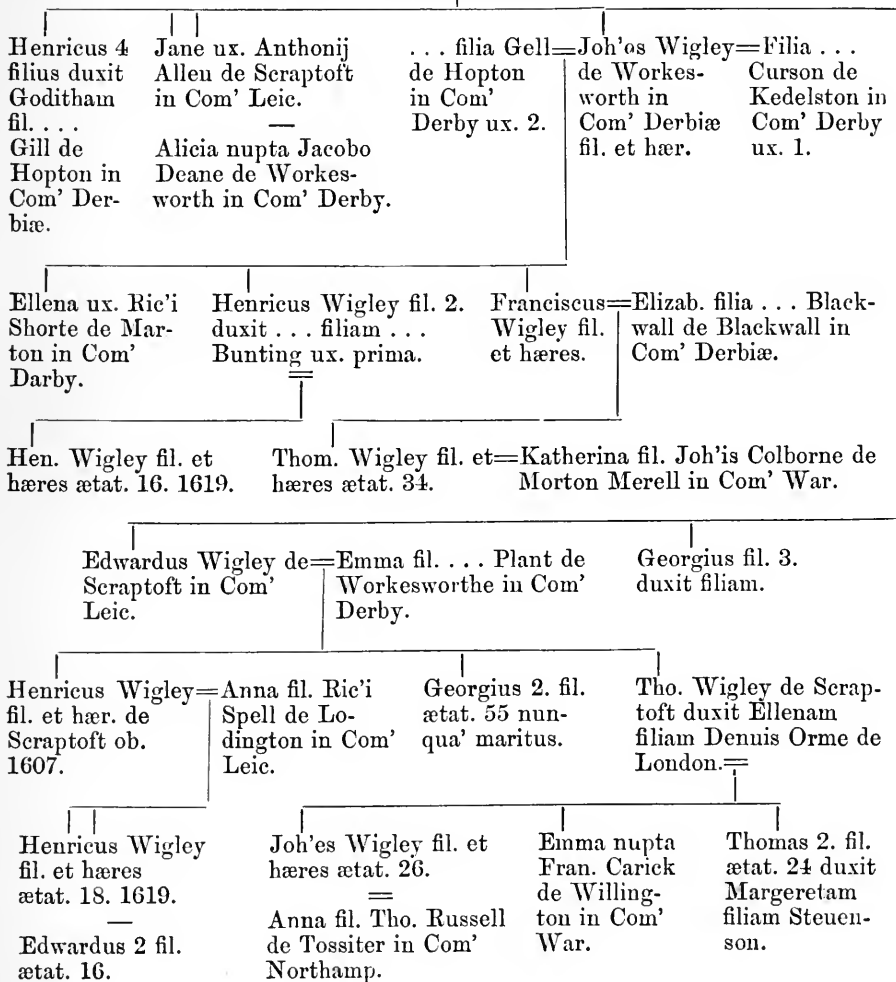 Henricus 4
filius duxit
Goditham
fil. . . .
Gill de
Hopton in
Com' Der-
biæ.
Jane ux. Anthonij
Alleu de Scraptoft
in Com' Leic.
—
Alicia nupta Jacobo
Deane de Workes-
worth in Com' Derby.
. . . filia Gell=
de Hopton
in Com'
Derby ux. 2.
Joh'es Wigley=
de Workes-
worth in
Com' Derbiæ
fil. et hær.
Filia . . .
Curson de
Kedelston in
Com' Derby
ux. 1.
Ellena ux. Ric'i
Shorte de Mar-
ton in Com'
Darby.
Henricus Wigley fil. 2.
duxit . . . filiam . . .
Bunting ux. prima.
=
Franciscus=
Wigley fil.
et hæres.
Elizab. filia . . . Black-
wall de Blackwall in
Com' Derbiæ.
Hen. Wigley fil. et
hæres ætat. 16. 1619.
Thom. Wigley fil. et=
hæres ætat. 34.
Katherina fil. Joh'is Colborne de
Morton Merell in Com' War.
Edwardus Wigley de=
Scraptoft in Com'
Leic.
Emma fil. . . . Plant de
Workesworthe in Com'
Derby.
Georgius fil. 3.
duxit filiam.
Henricus Wigley=
fil. et hær. de
Scraptoft ob.
1607.
Anna fil. Ric'i
Spell de Lo-
dington in Com'
Leic.
Georgius 2. fil.
ætat. 55 nun-
qua' maritus.
Tho. Wigley de Scrap-
toft duxit Ellenam
filiam Dennis Orme de
London.=
Henricus Wigley
fil. et hæres
ætat. 18. 1619.
—
Edwardus 2 fil.
ætat. 16.
Joh'es Wigley fil. et
hæres ætat. 26.
=
Anna fil. Tho. Russell
de Tossiter in Com'
Northamp.
Emma nupta
Fran. Carick
de Willing-
ton in Com'
War.
Thomas 2. fil.
ætat. 24 duxit
Margeretam
filiam Steuen-
son.